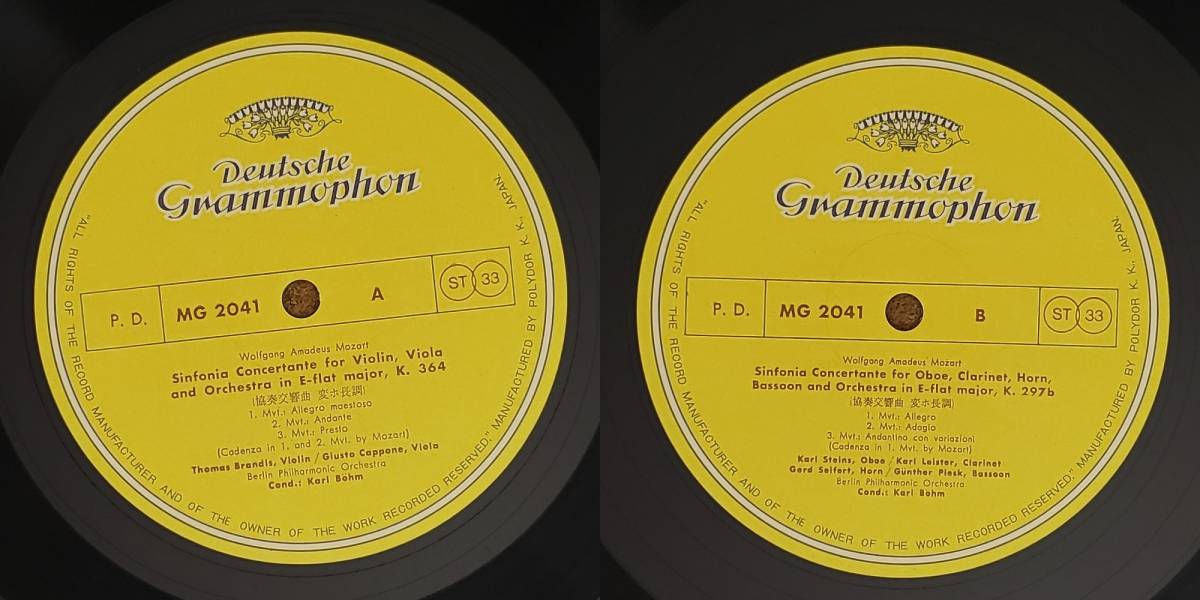 Deutsche
Grammophon
P. D.
MG 2041
A
ST 33
Wolfgang Amadeus Mozart
Sinfonia Concertante for Violin, Viola
and Orchestra in E-flat major, K. 364
(協奏交響曲 変ホ長調)
1. Mvt.: Allegro maestoso
2. Mvt.: Andante
3. Mvt.: Presto
(Cadenza in 1. and 2. Mvt. by Mozart)
Thomas Brandis, Violin / Giusto Cappone, Viola
Berlin Philharmonic Orchestra
Cond.: Karl Böhm
"ALL RIGHTS OF THE RECORD MANUFACTURER AND OF THE OWNER OF THE WORK RECORDED RESERVED." MANUFACTURED BY POLYDOR K. K., JAPAN.
Deutsche
Grammophon
P. D.
MG 2041
B
ST 33
Wolfgang Amadeus Mozart
Sinfonia Concertante for Oboe, Clarinet, Horn,
Bassoon and Orchestra in E-flat major, K. 297b
(協奏交響曲 変ホ長調)
1. Mvt.: Allegro
2. Mvt.: Adagio
3. Mvt.: Andantino con variazioni
(Cadenza in 1. Mvt. by Mozart)
Karl Steins, Oboe / Karl Leister, Clarinet
Gerd Seifert, Horn / Günther Piesk, Bassoon
Berlin Philharmonic Orchestra
Cond.: Karl Böhm
"ALL RIGHTS OF THE RECORD MANUFACTURER AND OF THE OWNER OF THE WORK RECORDED RESERVED." MANUFACTURED BY POLYDOR K. K., JAPAN.